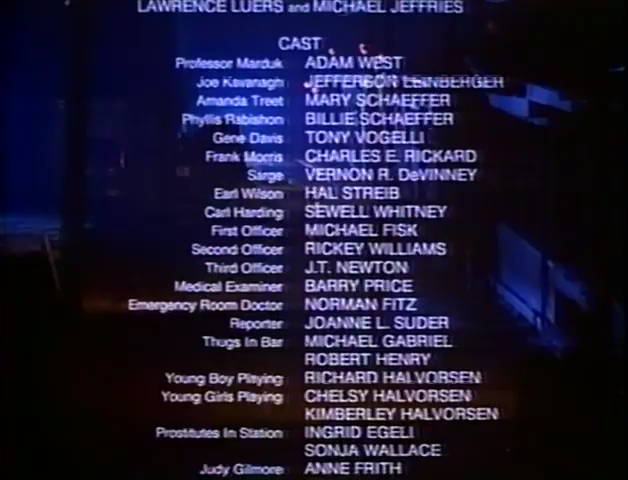 LAWRENCE LUERS and MICHAEL JEFFRIES
CAST
Professor Marduk ADAM WEST
Joe Kavanagh JEFFERSON LEINBERGER
Amanda Treet MARY SCHAEFFER
Phyllis Rabishon BILLIE SCHAEFFER
Gene Davis TONY VOGELLI
Frank Morris CHARLES E. RICKARD
Sarge VERNON R. DeVINNEY
Earl Wilson HAL STREIB
Carl Harding SEWELL WHITNEY
First Officer MICHAEL FISK
Second Officer RICKEY WILLIAMS
Third Officer J.T. NEWTON
Medical Examiner BARRY PRICE
Emergency Room Doctor NORMAN FITZ
Reporter JOANNE L. SUDER
Thugs In Bar MICHAEL GABRIEL
ROBERT HENRY
Young Boy Playing RICHARD HALVORSEN
Young Girls Playing CHELSY HALVORSEN
KIMBERLEY HALVORSEN
Prostitutes In Station INGRID EGELI
SONJA WALLACE
Judy Gilmore ANNE FRITH